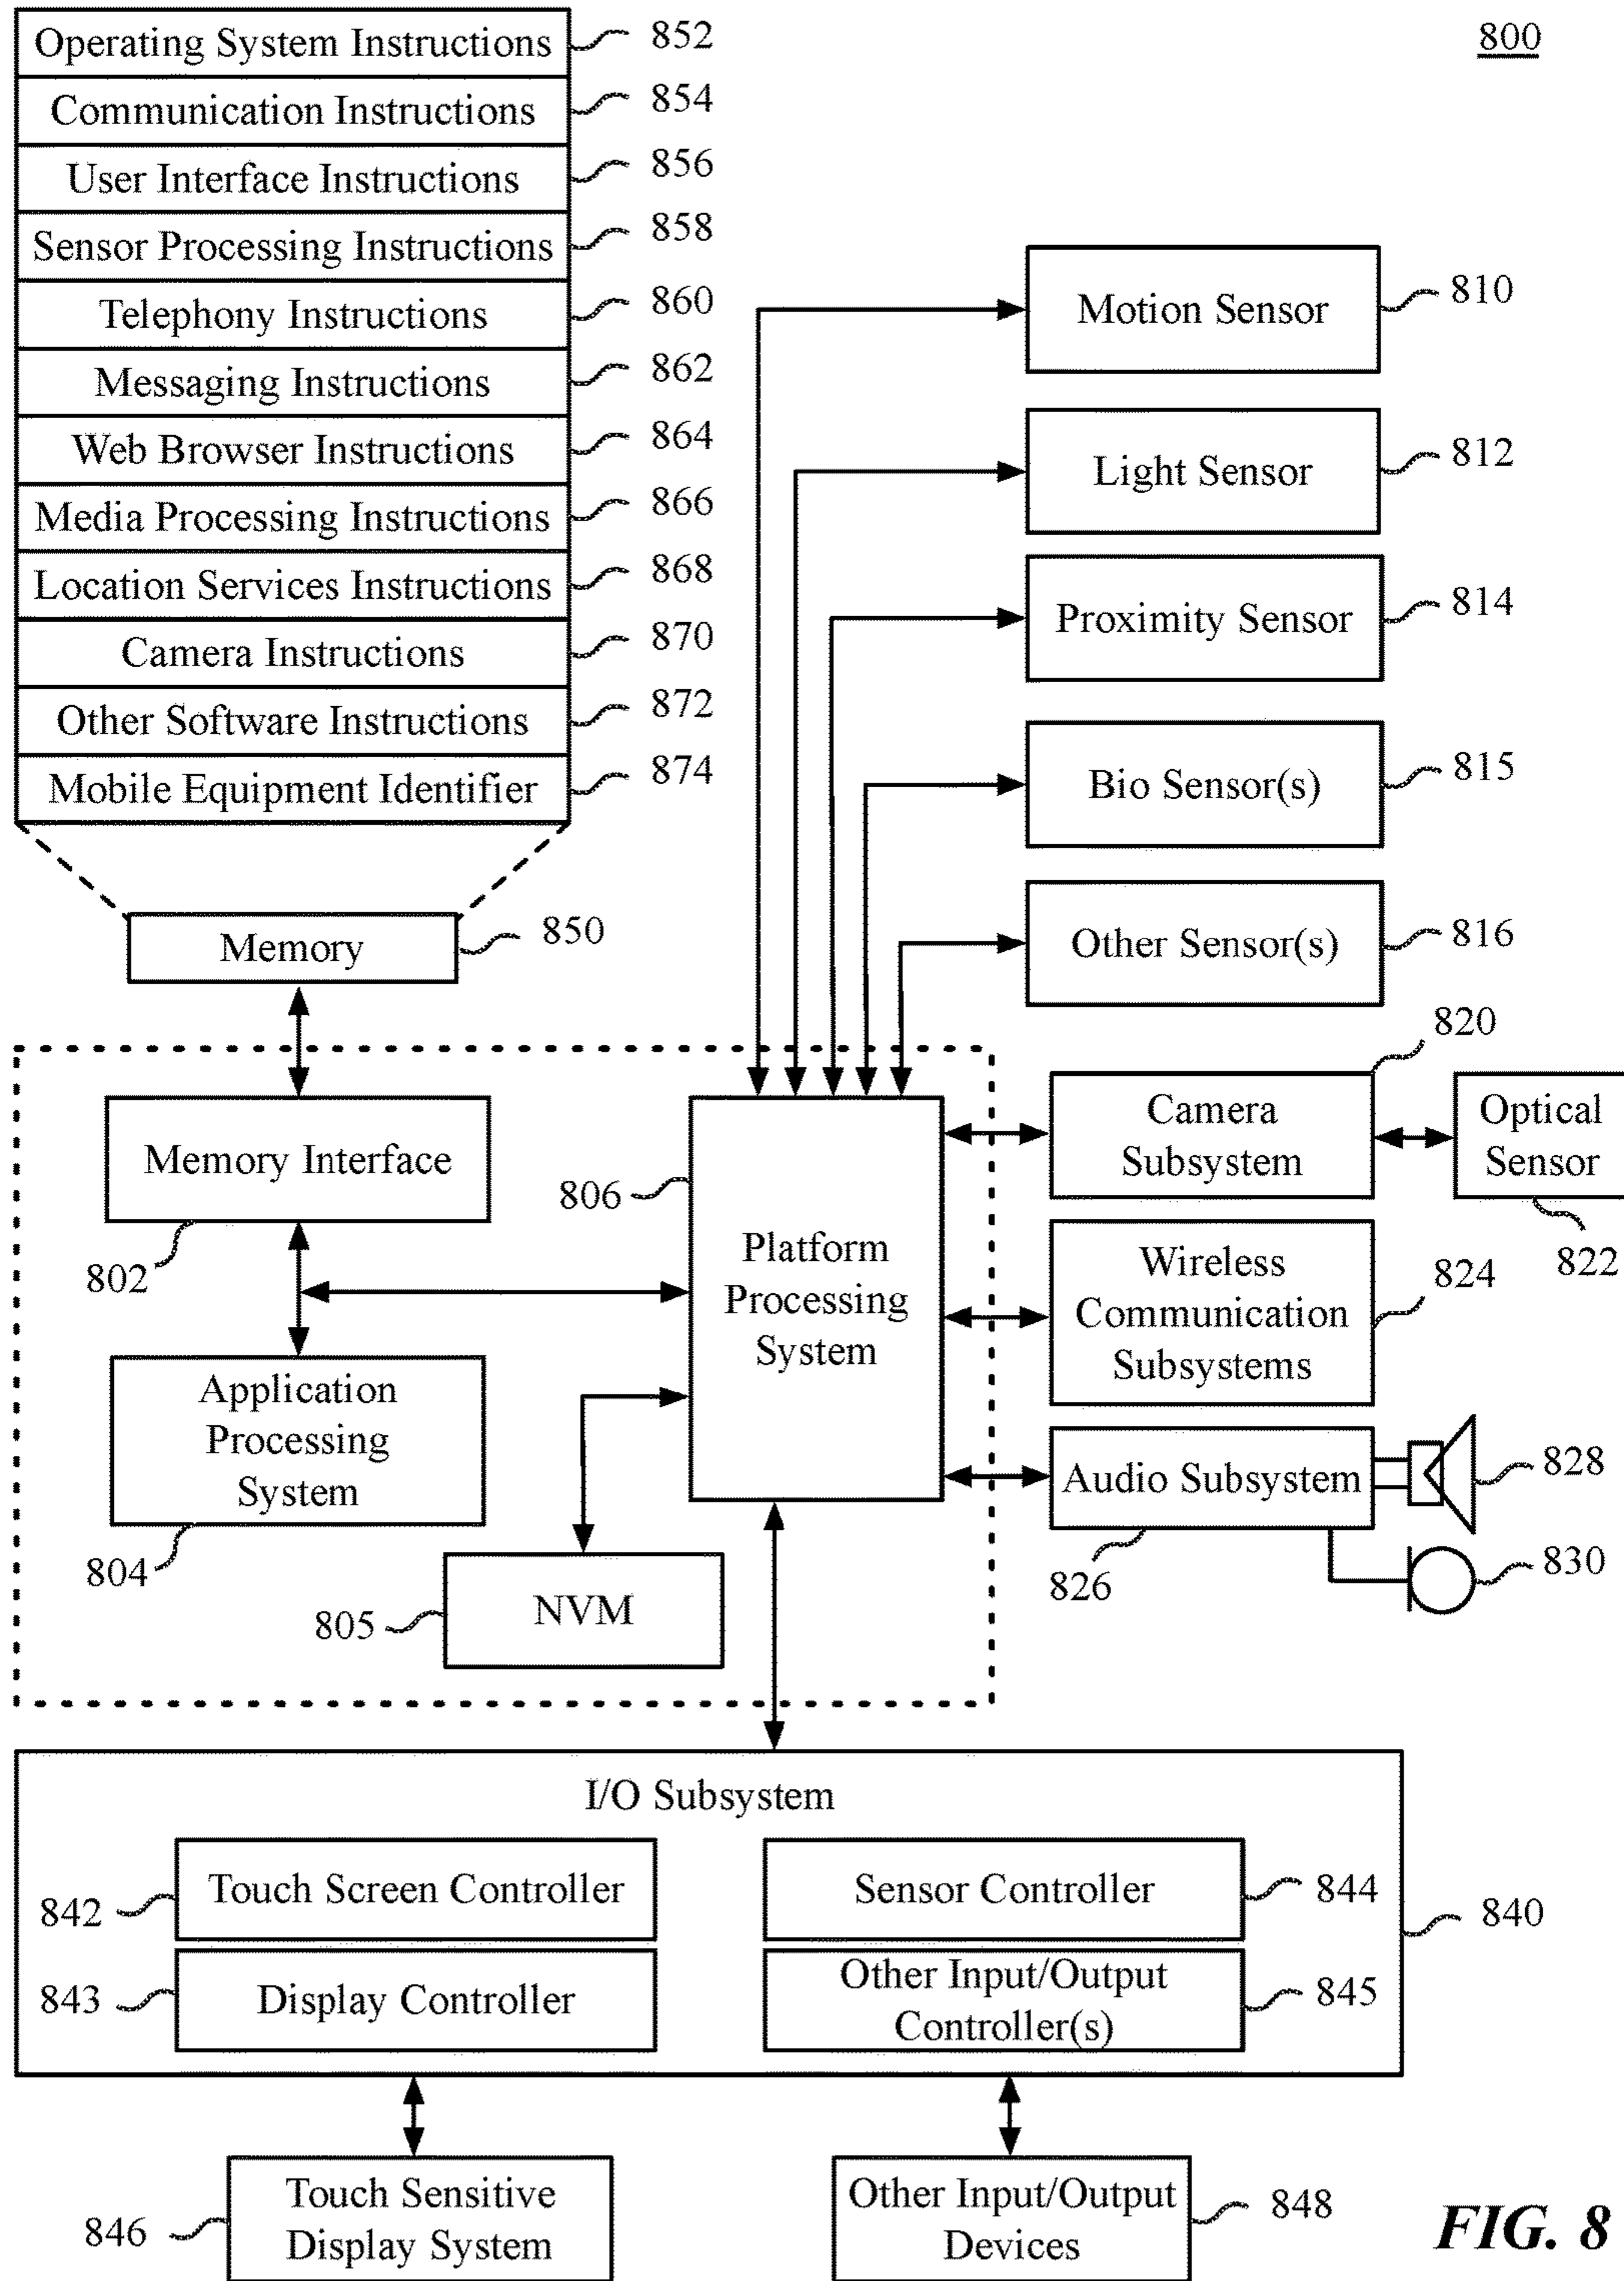 800
Operating System Instructions
852
Communication Instructions
854
User Interface Instructions
856
Sensor Processing Instructions
858
Telephony Instructions
860
Messaging Instructions
862
Web Browser Instructions
864
Media Processing Instructions
866
Location Services Instructions
868
Camera Instructions
870
Other Software Instructions
872
Mobile Equipment Identifier
874
Memory
850
Motion Sensor
810
Light Sensor
812
Proximity Sensor
814
Bio Sensor(s)
815
Other Sensor(s)
816
Memory Interface
802
Application
Processing
System
804
NVM
805
806
Platform
Processing
System
820
Camera
Subsystem
Optical
Sensor
822
Wireless
Communication
Subsystems
824
Audio Subsystem
826
828
830
I/O Subsystem
840
Touch Screen Controller
842
Display Controller
843
Sensor Controller
844
Other Input/Output
Controller(s)
845
Touch Sensitive
Display System
846
Other Input/Output
Devices
848
FIG. 8